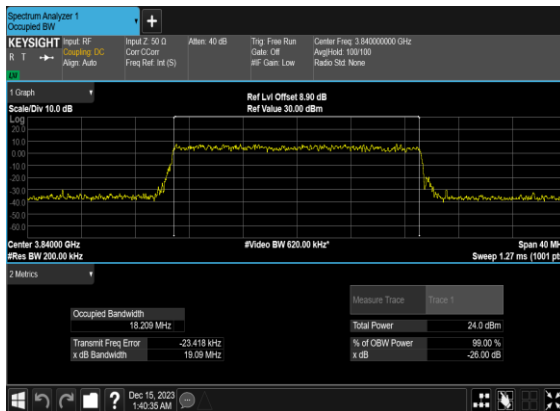 Spectrum Analyzer 1
Occupied BW
KEYSIGHT
R T
Input: RF
Coupling: DC
Align: Auto
Input Z: 50 Ω
Corr CCorr
Freq Ref: Int (S)
Atten: 40 dB
Trig: Free Run
Gate: Off
#IF Gain: Low
Center Freq: 3.840000000 GHz
Avg|Hold: 100/100
Radio Std: None
1 Graph
Scale/Div 10.0 dB
Ref Lvl Offset 8.90 dB
Ref Value 30.00 dBm
Log
20.0
10.0
0.00
-10.0
-20.0
-30.0
-40.0
-50.0
-60.0
Center 3.84000 GHz
#Video BW 620.00 kHz*
Span 40 MH
#Res BW 200.00 kHz
Sweep 1.27 ms (1001 pt
2 Metrics
Measure Trace
Trace 1
Occupied Bandwidth
18.209 MHz
Total Power
24.0 dBm
Transmit Freq Error
-23.418 kHz
% of OBW Power
99.00 %
x dB Bandwidth
19.09 MHz
x dB
-26.00 dB
?
Dec 15, 2023
1:40:35 AM